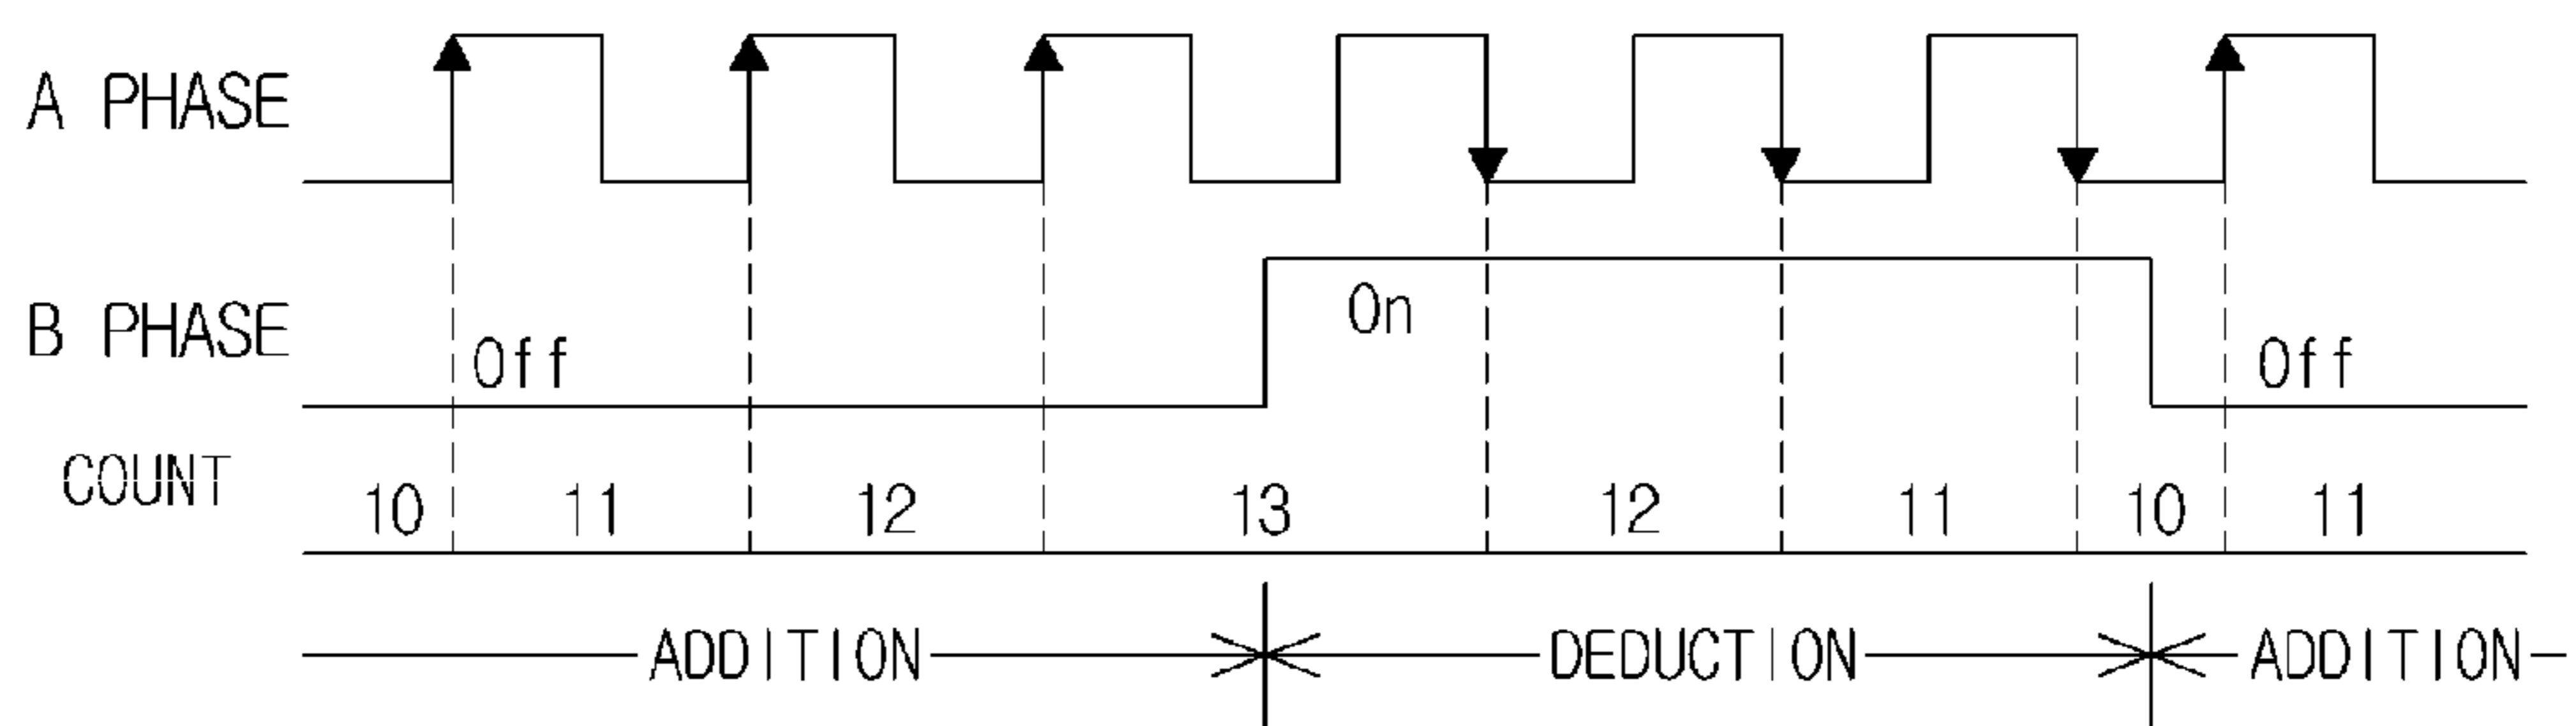 A PHASE
On
B PHASE
Off
Off
COUNT
10 11 12 13 12 11 10 11
ADDITION DEDUCTION ADDITION